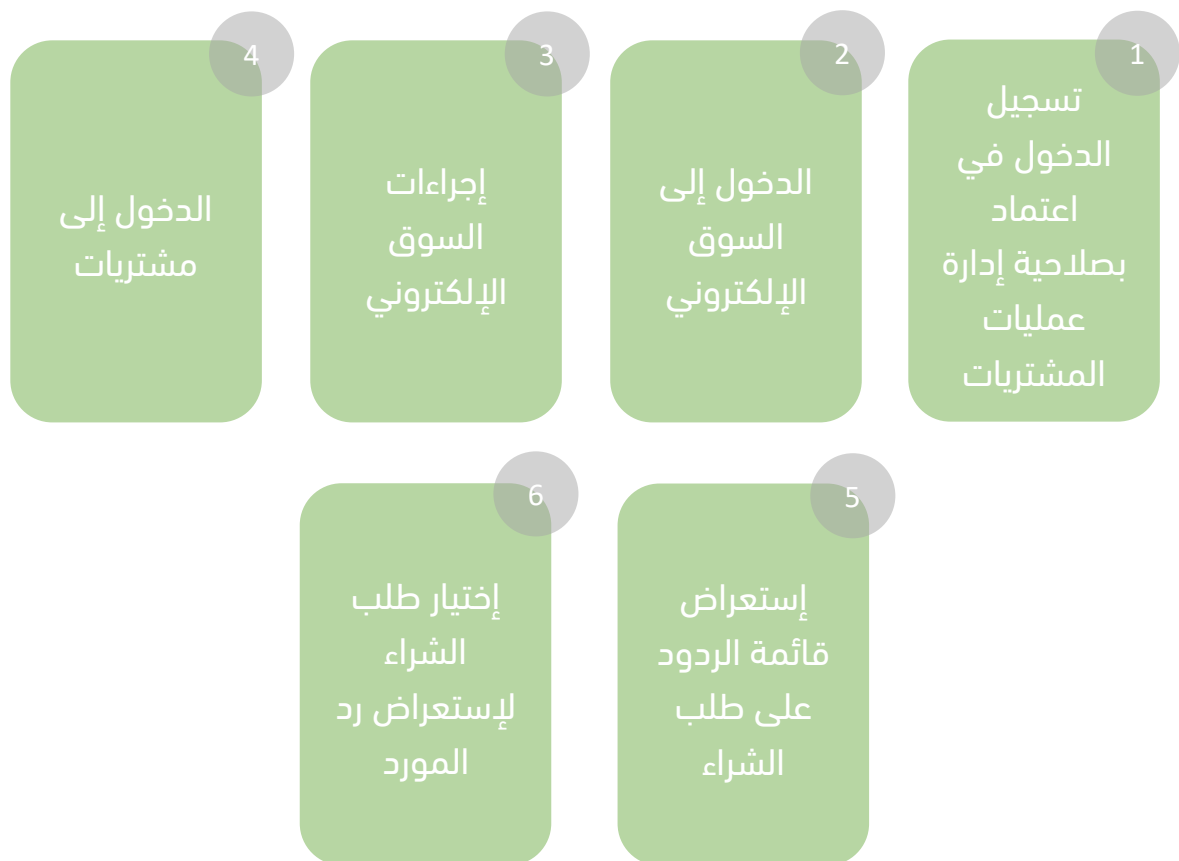 1
تسجيل
الدخول في
اعتماد
بصلاحية إدارة
عمليات
المشتريات
2
الدخول إلى
السوق
الإلكتروني
3
إجراءات
السوق
الإلكتروني
4
الدخول إلى
مشتريات
5
إستعراض
قائمة الردود
على طلب
الشراء
6
إختيار طلب
الشراء
لإستعراض رد
المورد